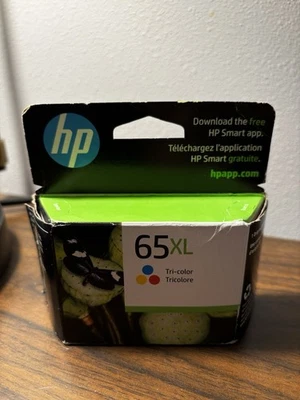 hp
Download the free
HP Smart app.
Téléchargez l'application
HP Smart gratuite.
hpapp.com
65XL
Tri-color
Tricolore